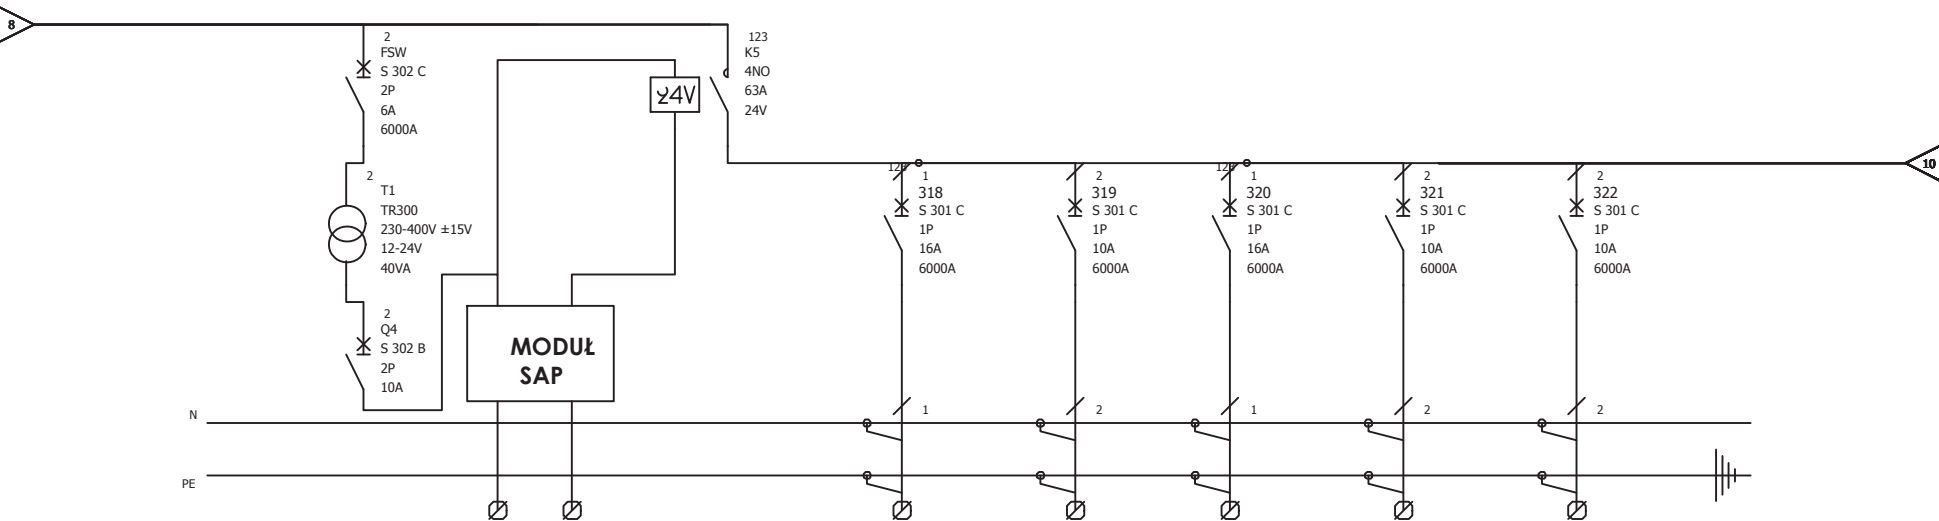 8
2
FSW
S 302 C
2P
6A
6000A
2
T1
TR300
230-400V ±15V
12-24V
40VA
2
Q4
S 302 B
2P
10A
MODUŁ
SAP
24V
123
K5
4NO
63A
24V
1
318
S 301 C
1P
16A
6000A
1
2
319
S 301 C
1P
10A
6000A
2
1
320
S 301 C
1P
16A
6000A
1
2
321
S 301 C
1P
10A
6000A
2
2
322
S 301 C
1P
10A
6000A
2
10
N
PE